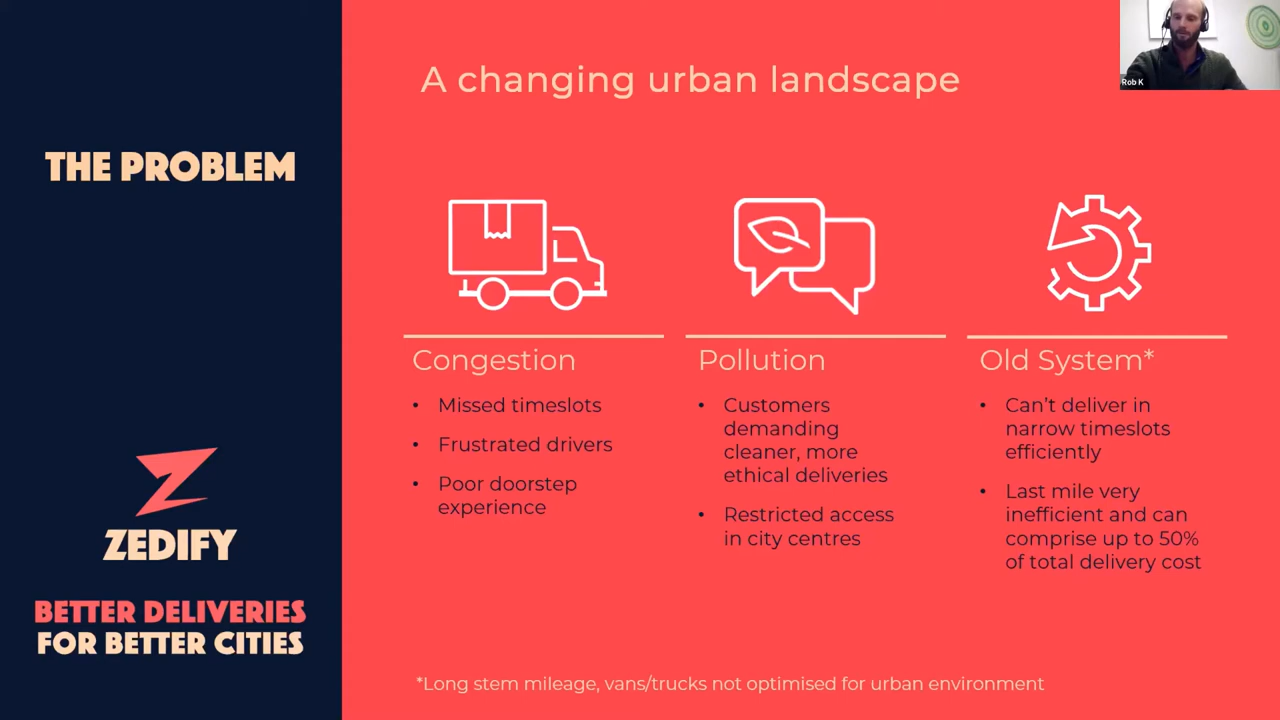 A changing urban landscape
Rob K
THE PROBLEM
Congestion
• Missed timeslots
• Frustrated drivers
• Poor doorstep
experience
Pollution
• Customers
demanding
cleaner, more
ethical deliveries
• Restricted access
in city centres
Old System*
• Can’t deliver in
narrow timeslots
efficiently
• Last mile very
inefficient and can
comprise up to 50%
of total delivery cost
ZEDIFY
BETTER DELIVERIES
FOR BETTER CITIES
*Long stem mileage, vans/trucks not optimised for urban environment